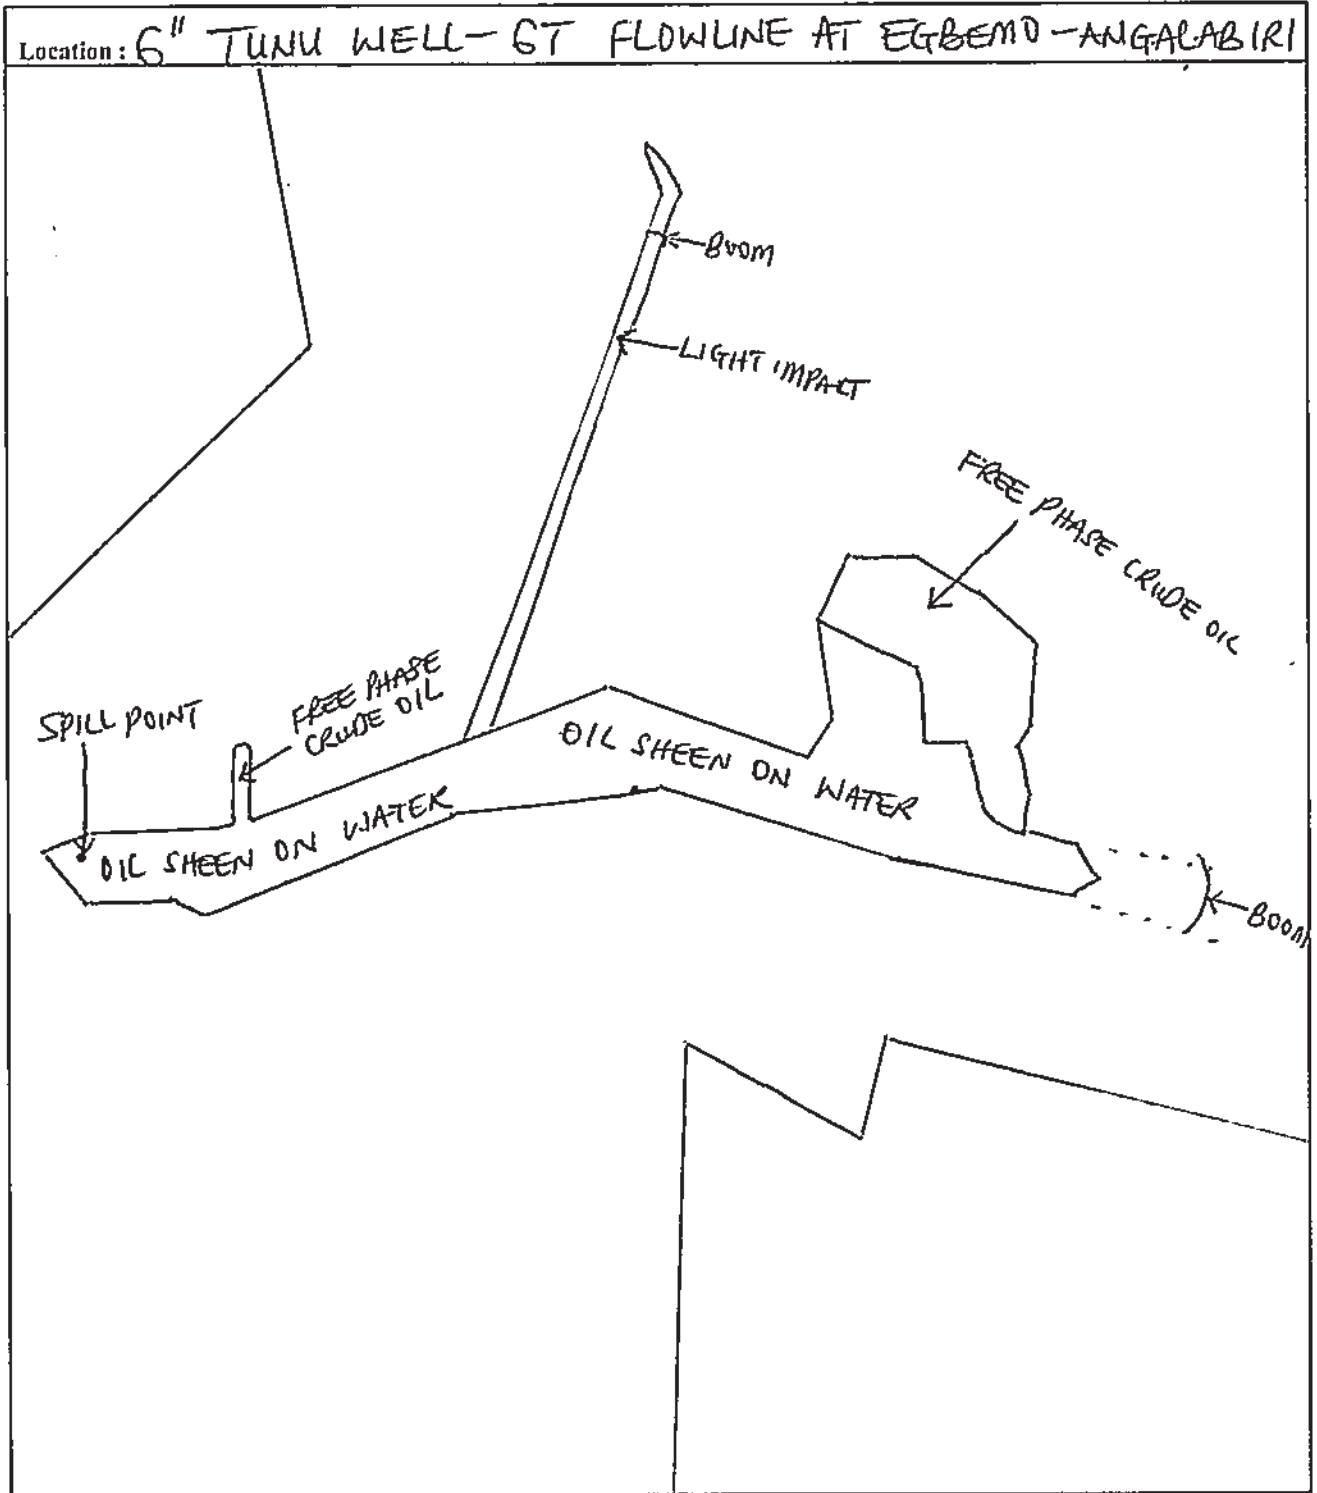 Location: 6" TUNU WELL- 6T FLOWLINE AT EGBEMO-ANGALABIRI
BOOM
LIGHT IMPACT
FREE PHASE CRUDE OIL
SPILL POINT
FREE PHASE
CRUDE OIL
OIL SHEEN ON WATER
OIL SHEEN ON WATER
BOOM